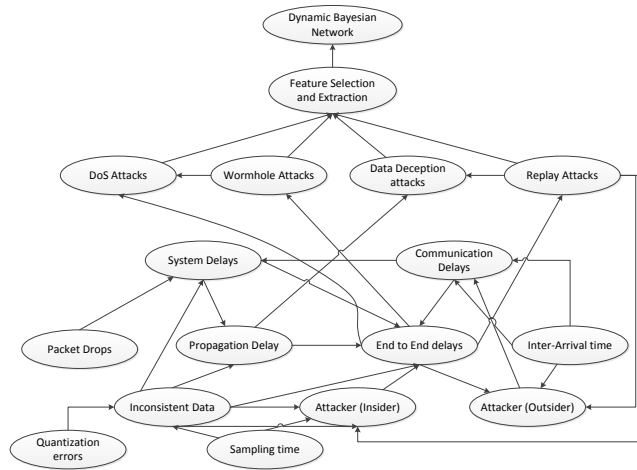 Dynamic Bayesian
Network
Feature Selection
and Extraction
DoS Attacks
Wormhole Attacks
Data Deception
attacks
Replay Attacks
System Delays
Communication
Delays
Packet Drops
Propagation Delay
End to End delays
Inter-Arrival time
Inconsistent Data
Attacker (Insider)
Attacker (Outsider)
Quantization
errors
Sampling time